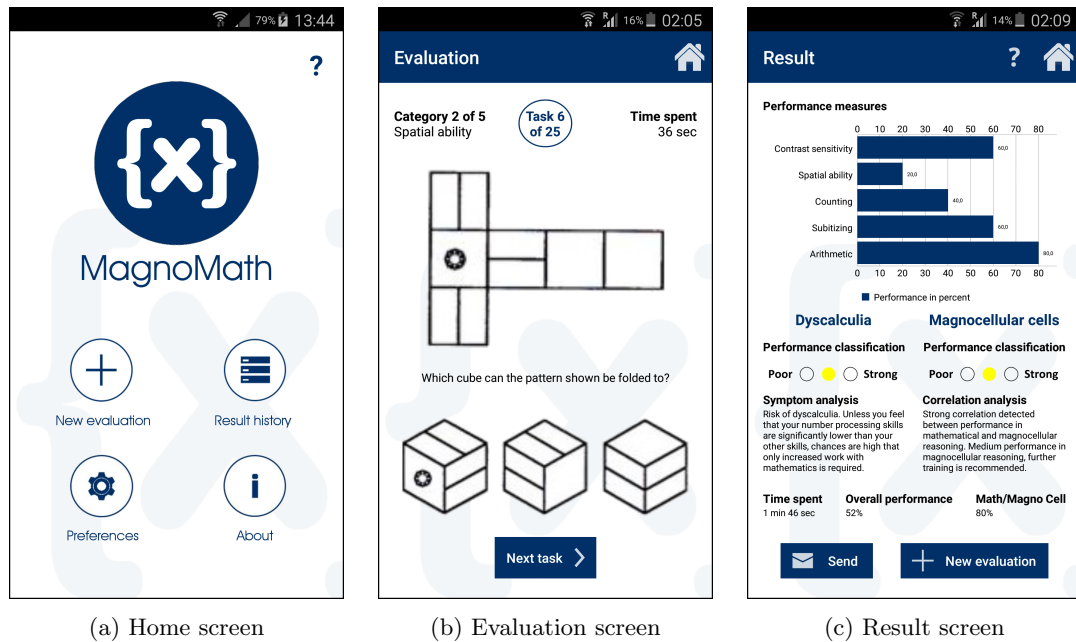 79% 13:44
?
{x}
MagnoMath
New evaluation
Result history
Preferences
About
(a) Home screen
R 16% 02:05
Evaluation
Category 2 of 5
Spatial ability
Task 6
of 25
Time spent
36 sec
Which cube can the pattern shown be folded to?
Next task
(b) Evaluation screen
R 14% 02:09
Result ?
Performance measures
0 10 20 30 40 50 60 70 80
Contrast sensitivity 60,0
Spatial ability 20,0
Counting 40,0
Subitizing 60,0
Arithmetic 80,0
0 10 20 30 40 50 60 70 80
Performance in percent
Dyscalculia
Performance classification
Poor Strong
Symptom analysis
Risk of dyscalculia. Unless you feel
that your number processing skills
are significantly lower than your
other skills, chances are high that
only increased work with
mathematics is required.
Magnocellular cells
Performance classification
Poor Strong
Correlation analysis
Strong correlation detected
between performance in
mathematical and magnocellular
reasoning. Medium performance in
magnocellular reasoning, further
training is recommended.
Time spent Overall performance Math/Magno Cell
1 min 46 sec 52% 80%
Send New evaluation
(c) Result screen